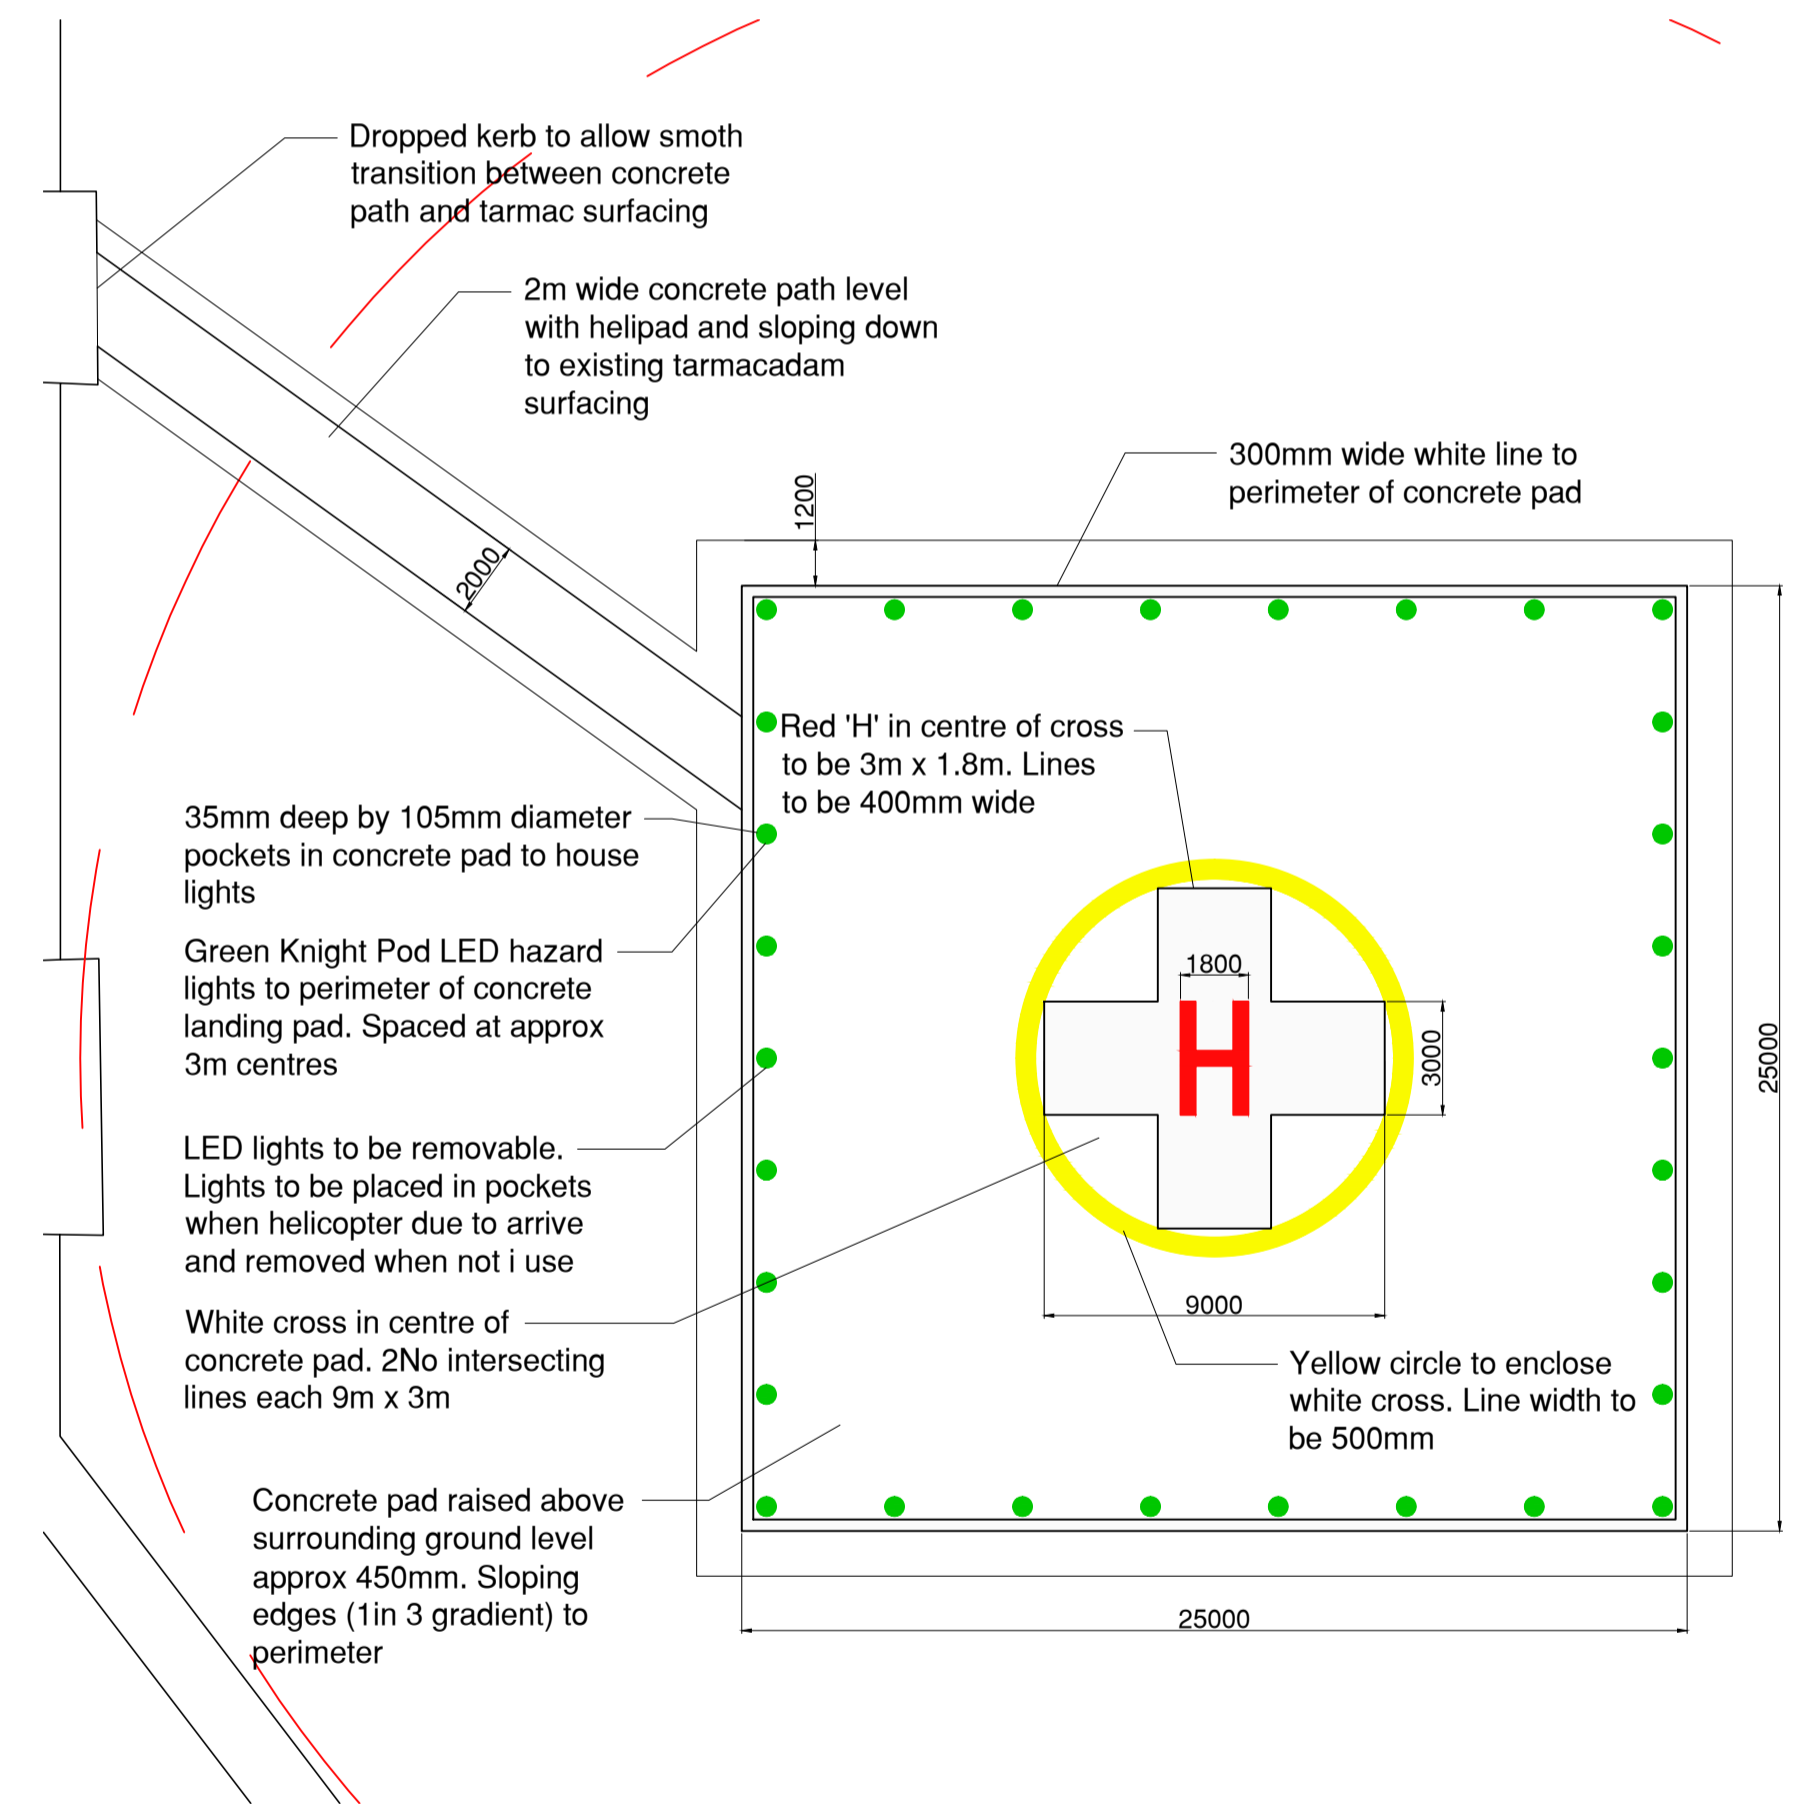 Dropped kerb to allow smoth
transition between concrete
path and tarmac surfacing
2m wide concrete path level
with helipad and sloping down
to existing tarmacadam
surfacing
300mm wide white line to
perimeter of concrete pad
1200
2000
Red 'H' in centre of cross
to be 3m x 1.8m. Lines
to be 400mm wide
35mm deep by 105mm diameter
pockets in concrete pad to house
lights
Green Knight Pod LED hazard
lights to perimeter of concrete
landing pad. Spaced at approx
3m centres
1800
H
3000
25000
LED lights to be removable.
Lights to be placed in pockets
when helicopter due to arrive
and removed when not i use
9000
White cross in centre of
concrete pad. 2No intersecting
lines each 9m x 3m
Yellow circle to enclose
white cross. Line width to
be 500mm
Concrete pad raised above
surrounding ground level
approx 450mm. Sloping
edges (1in 3 gradient) to
perimeter
25000